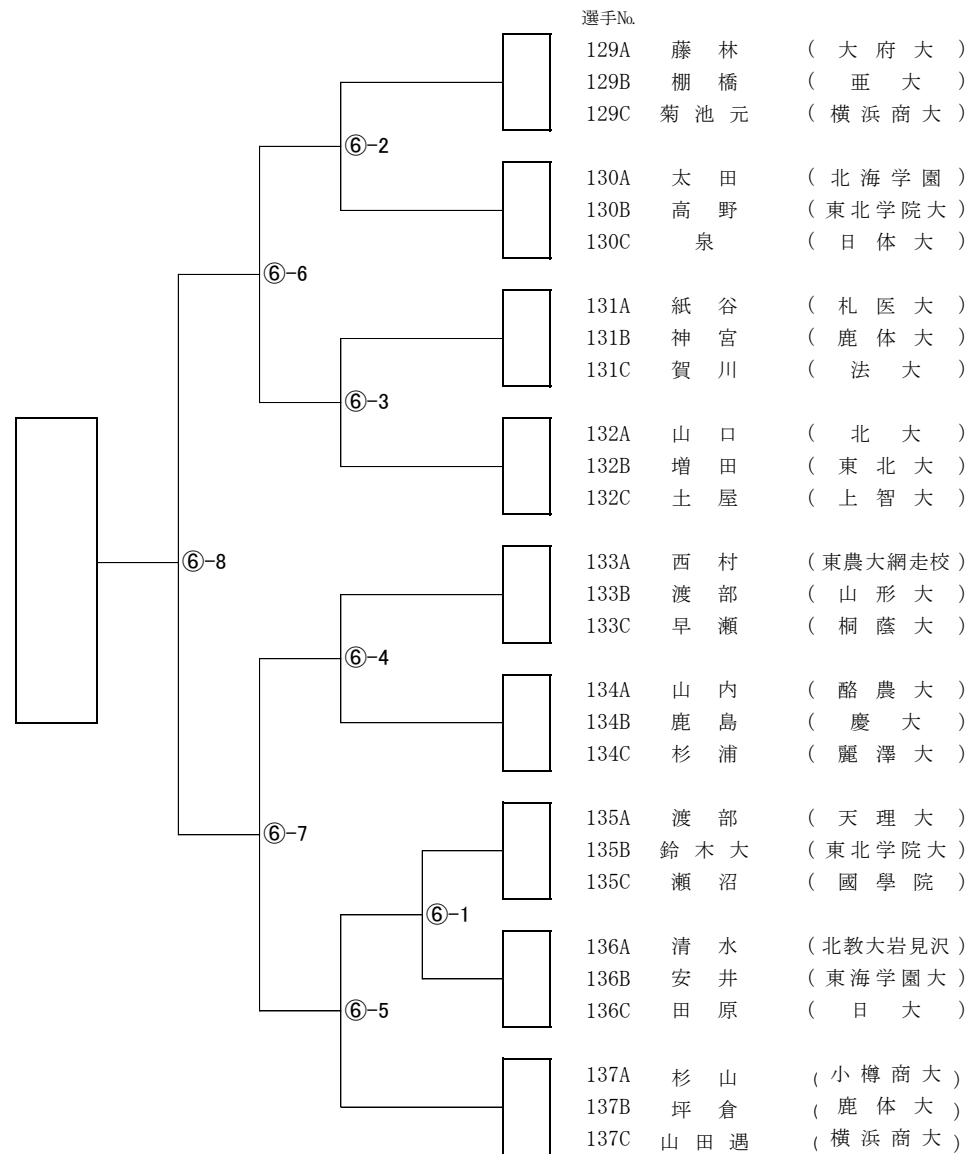 選手№
129A 藤林 (大府大)
129B 棚橋 (亜大)
129C 菊池元 (横浜商大)
⑥-2
130A 太田 (北海学園)
130B 高野 (東北学院大)
130C 泉 (日体大)
⑥-6
131A 紙谷 (札医大)
131B 神宮 (鹿体大)
131C 賀川 (法大)
⑥-3
132A 山口 (北大)
132B 増田 (東北大)
132C 土屋 (上智大)
⑥-8
133A 西村 (東農大網走校)
133B 渡部 (山形大)
133C 早瀬 (桐蔭大)
⑥-4
134A 山内 (酪農大)
134B 鹿島 (慶大)
134C 杉浦 (麗澤大)
⑥-7
135A 渡部 (天理大)
135B 鈴木大 (東北学院大)
135C 瀬沼 (國學院)
⑥-1
136A 清水 (北教大岩見沢)
136B 安井 (東海学園大)
136C 田原 (日大)
⑥-5
137A 杉山 (小樽商大)
137B 坪倉 (鹿体大)
137C 山田遇 (横浜商大)